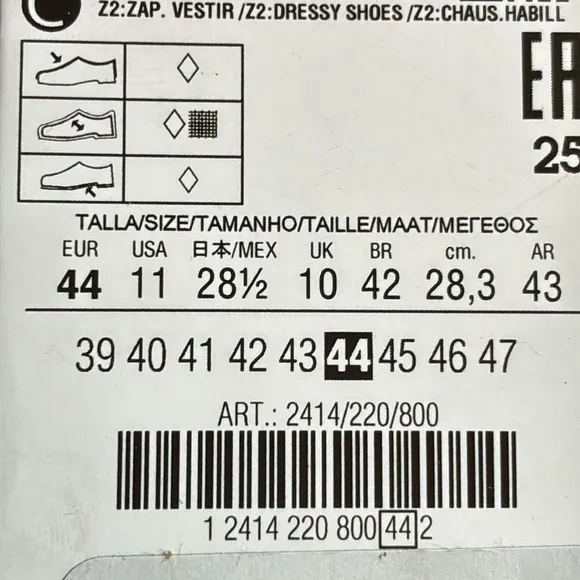 Z2:ZAP. VESTIR /Z2:DRESSY SHOES /Z2:CHAUS.HABILL
25
TALLA/SIZE/TAMANHO/TAILLE/MAAT/ΜΕΓΕΘΟΣ
EUR USA 日本/MEX UK BR cm. AR
44 11 28½ 10 42 28,3 43
39 40 41 42 43 44 45 46 47
ART.: 2414/220/800
1 2414 220 800 44 2